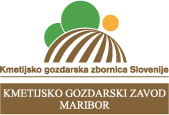 Kmetijsko gozdarska zbornica Slovenije
KMETIJSKO GOZDARSKI ZAVOD
MARIBOR